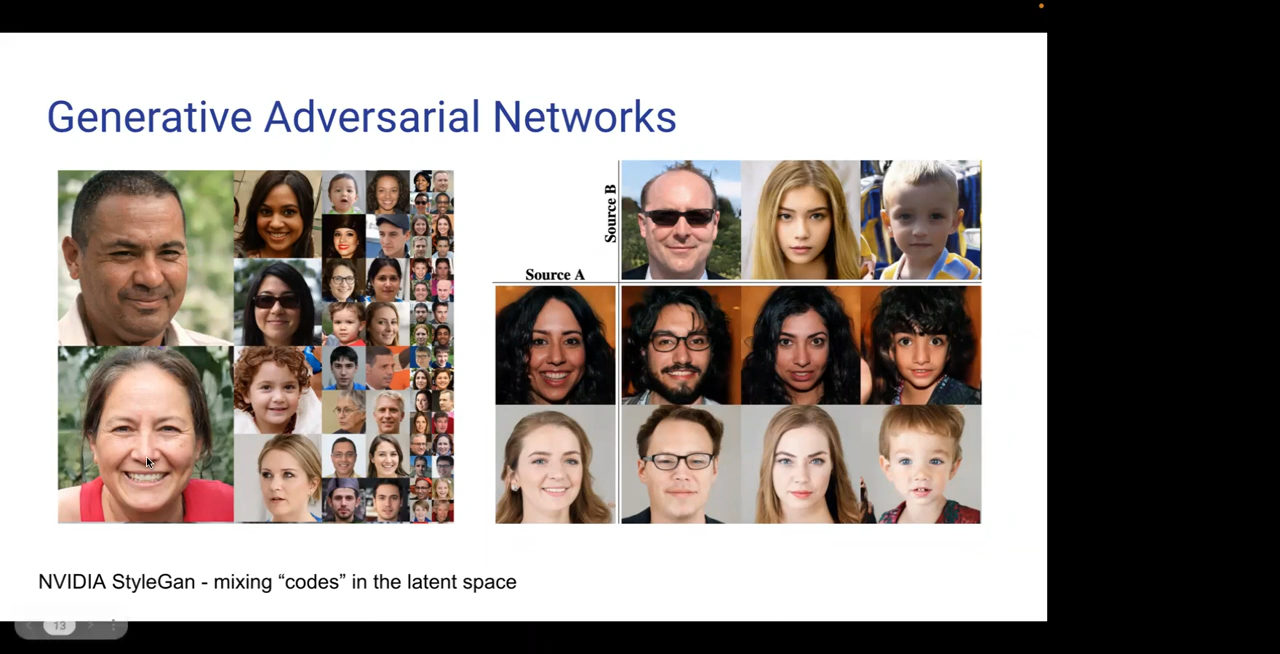 Generative Adversarial Networks
Source B
Source A
NVIDIA StyleGan - mixing “codes” in the latent space
13